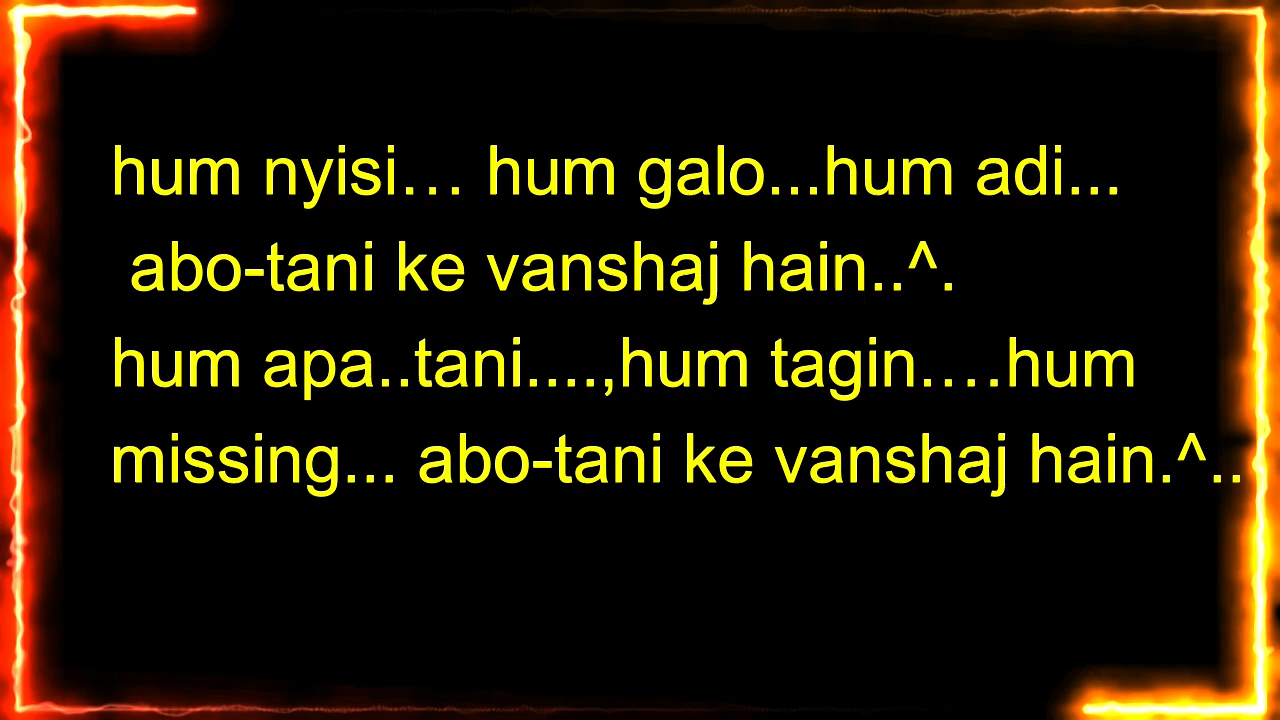 hum nyisi… hum galo...hum adi...
abo-tani ke vanshaj hain..^.
hum apa..tani....,hum tagin.…hum
missing... abo-tani ke vanshaj hain.^..